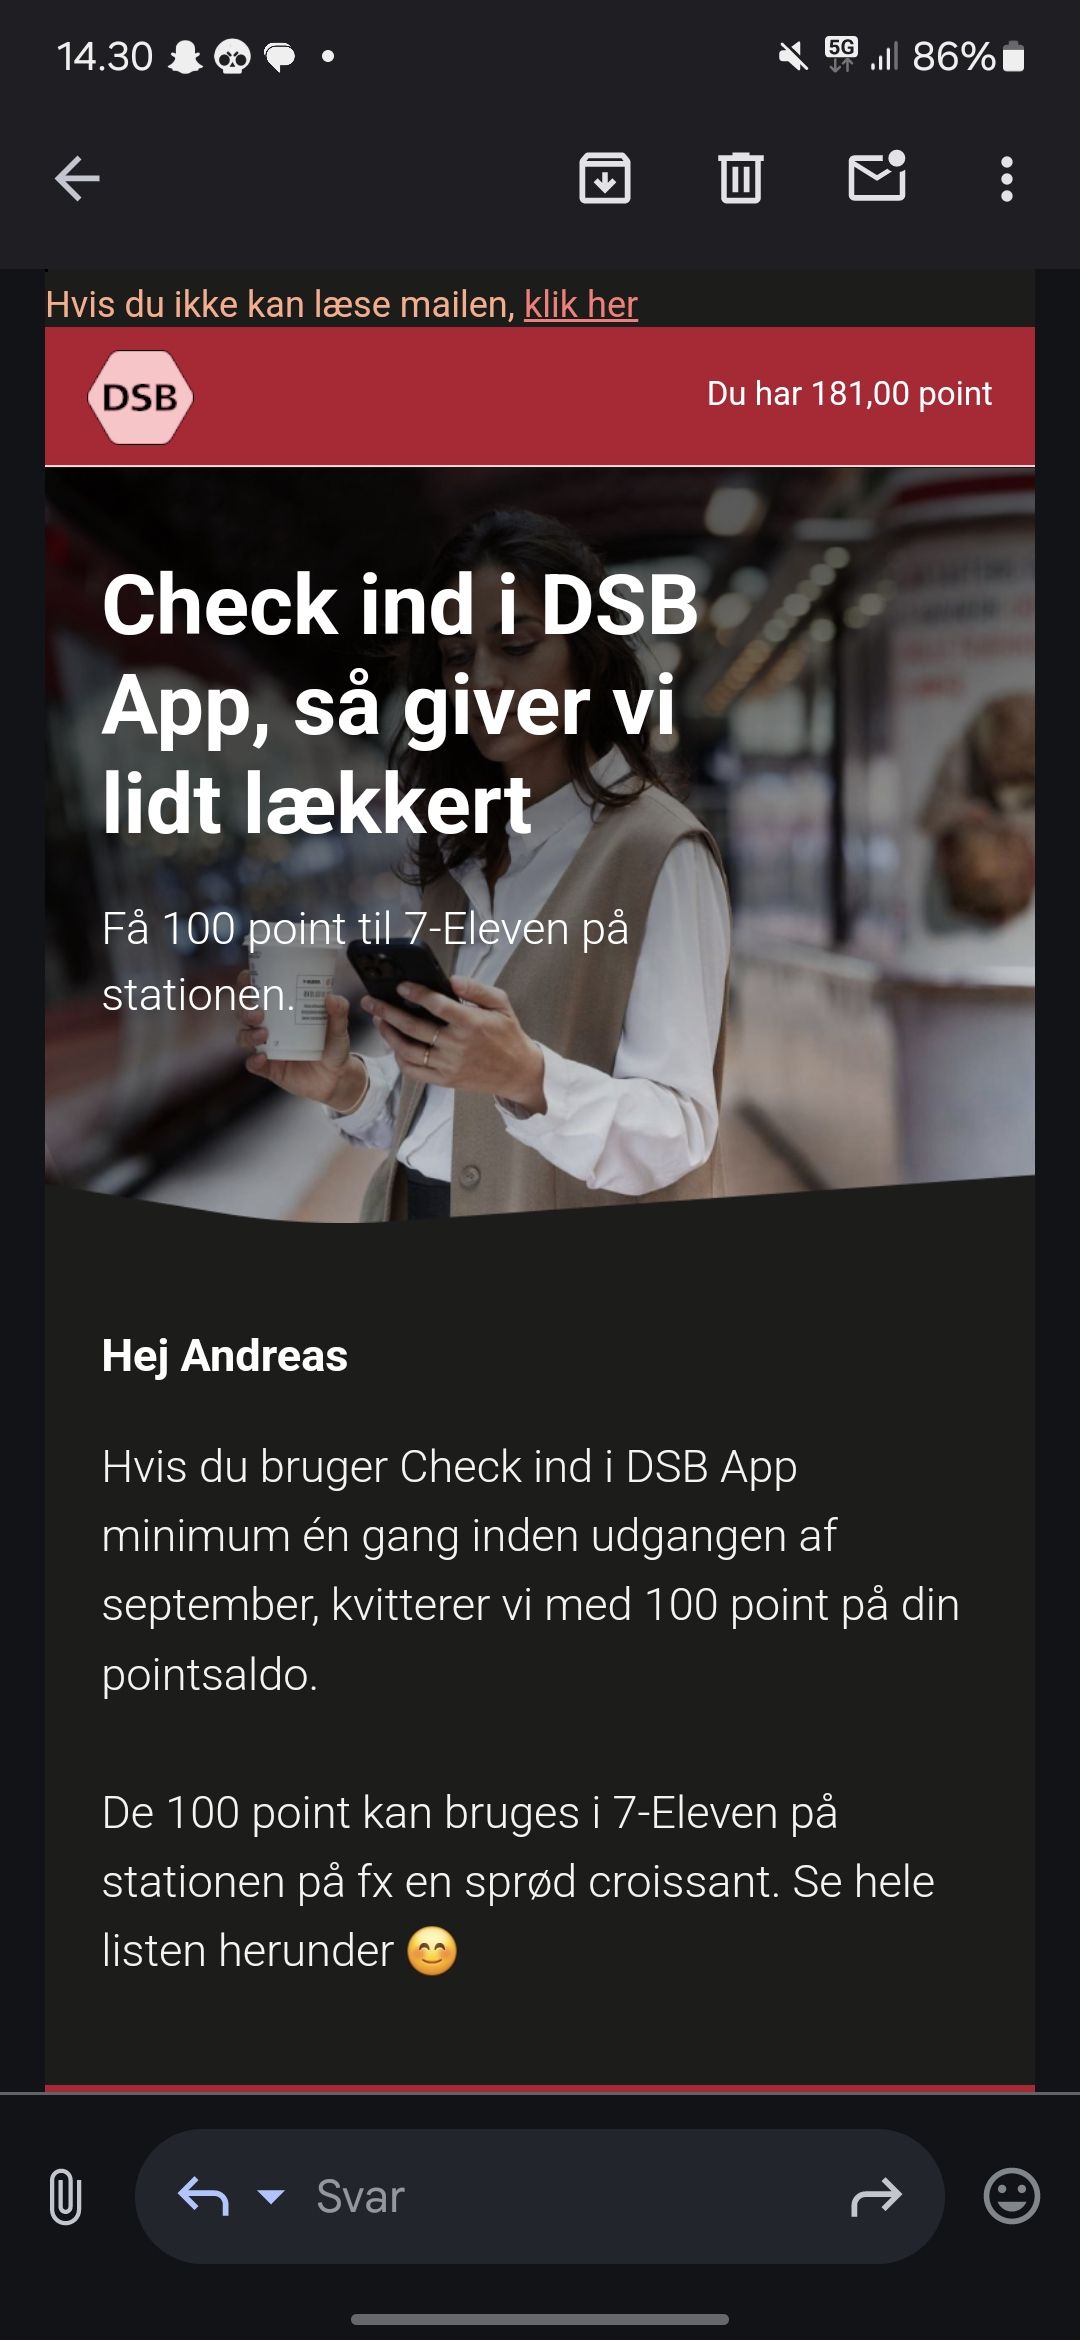 14.30
5G
86%
Hvis du ikke kan læse mailen, klik her
DSB
Du har 181,00 point
Check ind i DSB
App, så giver vi
lidt lækkert
Få 100 point til 7-Eleven på
stationen.
Hej Andreas
Hvis du bruger Check ind i DSB App
minimum én gang inden udgangen af
september, kvitterer vi med 100 point på din
pointsaldo.
De 100 point kan bruges i 7-Eleven på
stationen på fx en sprød croissant. Se hele
listen herunder 😊
Svar